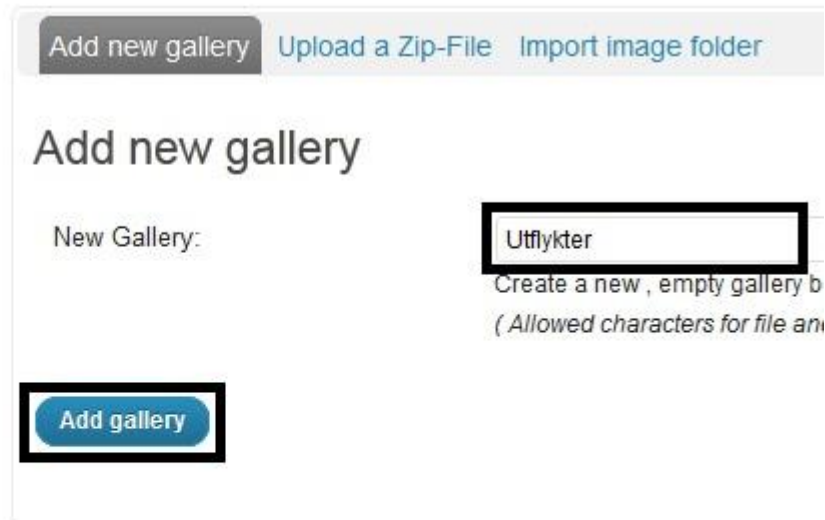 Add new gallery Upload a Zip-File Import image folder
Add new gallery
New Gallery: Utflykter
Create a new , empty gallery b
( Allowed characters for file an
Add gallery